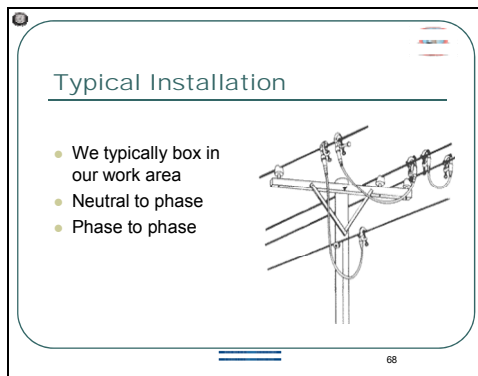 Typical Installation
We typically box in
our work area
Neutral to phase
Phase to phase
68